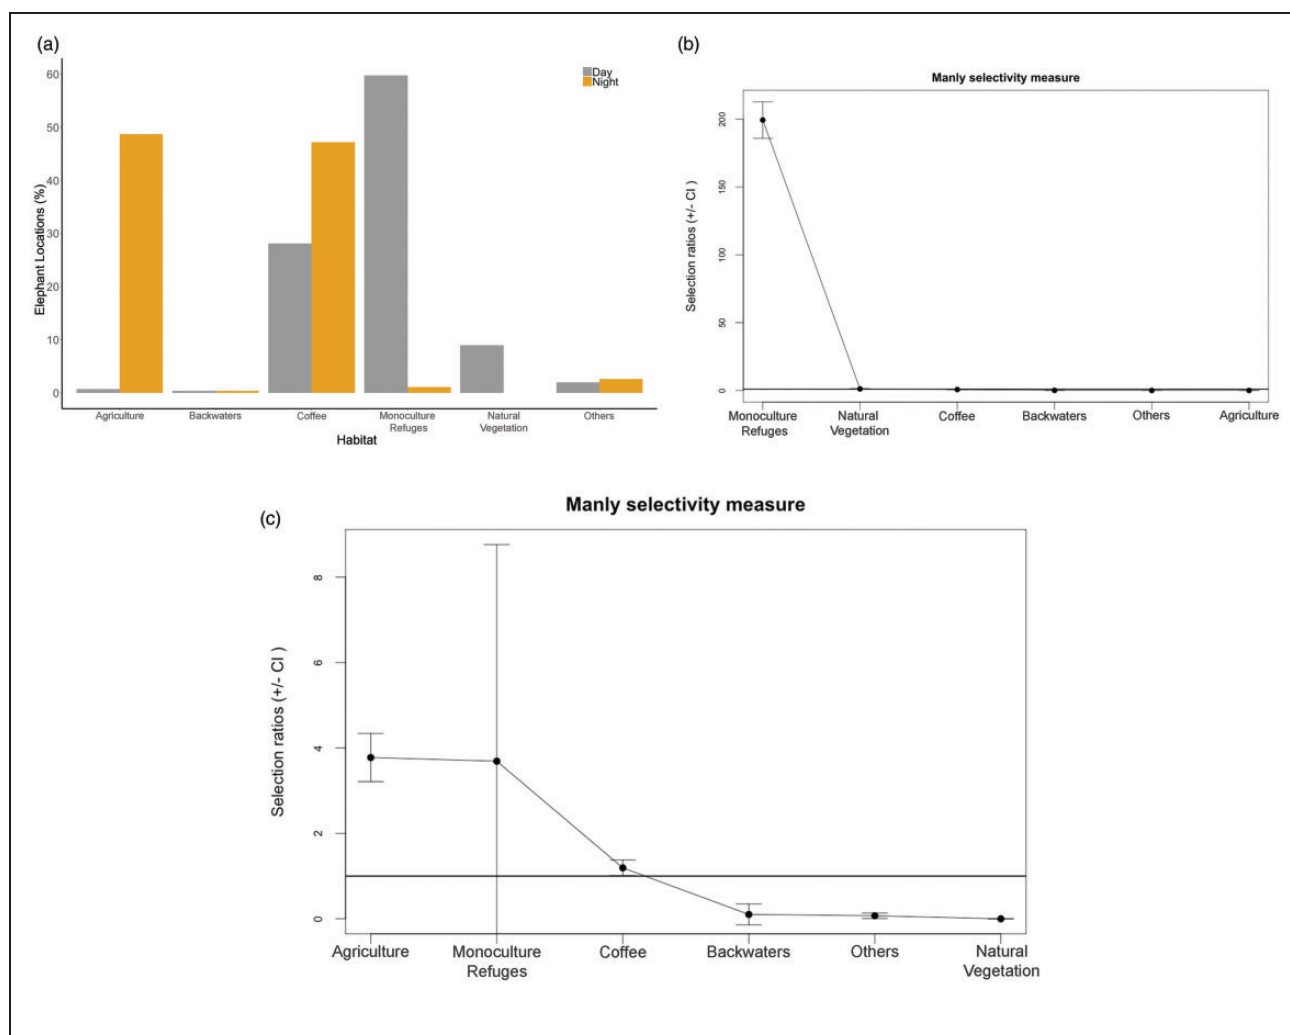 (a)
Day
Night
Elephant Locations (%)
60
50
40
30
20
10
0
Agriculture
Backwaters
Coffee
Monoculture
Refuges
Natural
Vegetation
Others
Habitat
(b)
Manly selectivity measure
Selection ratios (+/- CI )
200
150
100
50
0
Monoculture
Refuges
Natural
Vegetation
Coffee
Backwaters
Others
Agriculture
(c)
Manly selectivity measure
Selection ratios (+/- CI )
8
6
4
2
0
Agriculture
Monoculture
Refuges
Coffee
Backwaters
Others
Natural
Vegetation